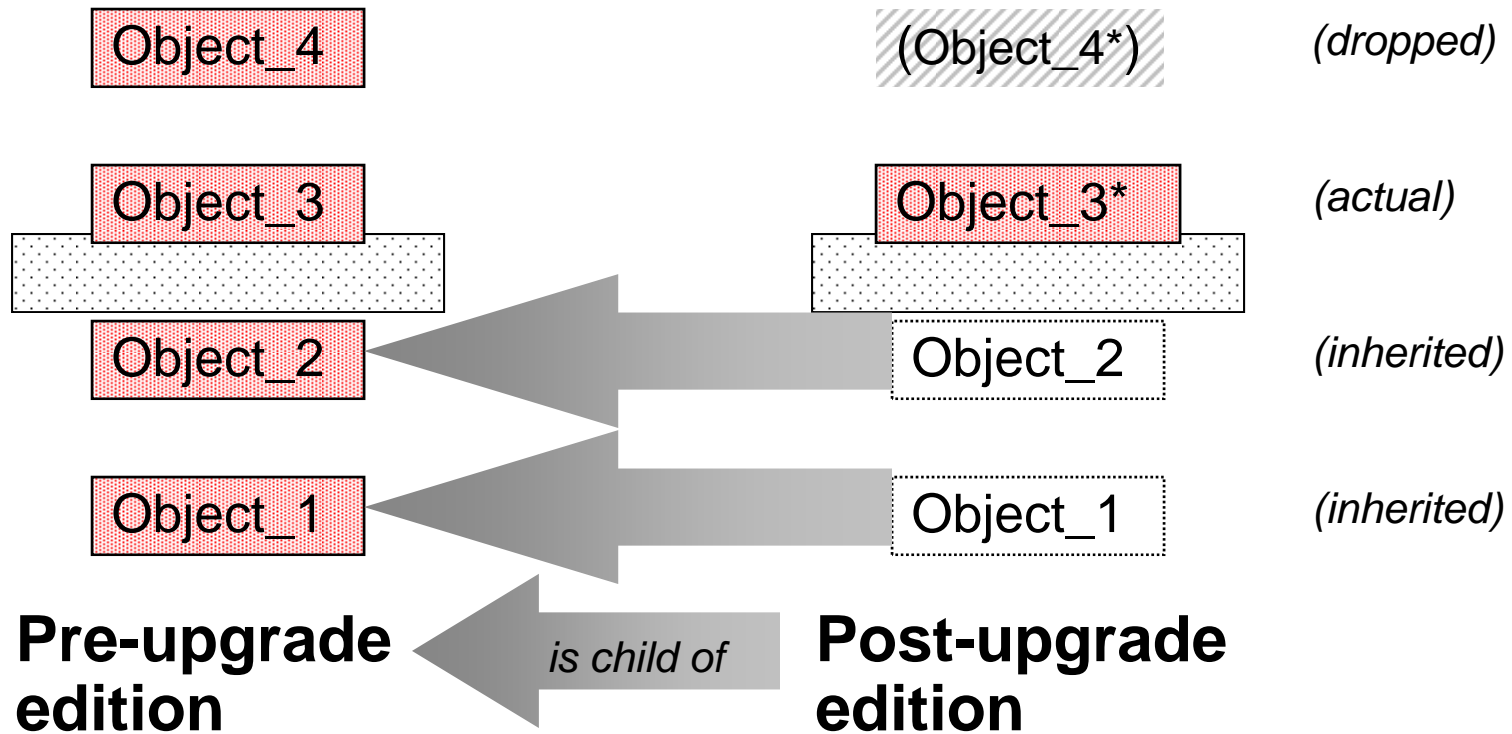 Object_4
(Object_4*)
(dropped)
Object_3
Object_3*
(actual)
Object_2
Object_2
(inherited)
Object_1
Object_1
(inherited)
Pre-upgrade
edition
is child of
Post-upgrade
edition